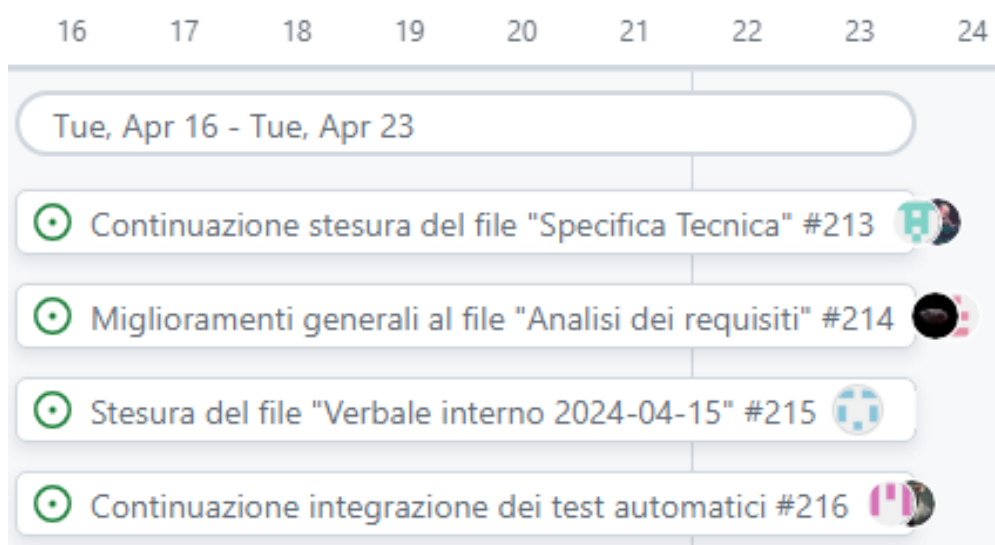 16 17 18 19 20 21 22 23 24
Tue, Apr 16 - Tue, Apr 23
Continuazione stesura del file "Specifica Tecnica" #213
Miglioramenti generali al file "Analisi dei requisiti" #214
Stesura del file "Verbale interno 2024-04-15" #215
Continuazione integrazione dei test automatici #216